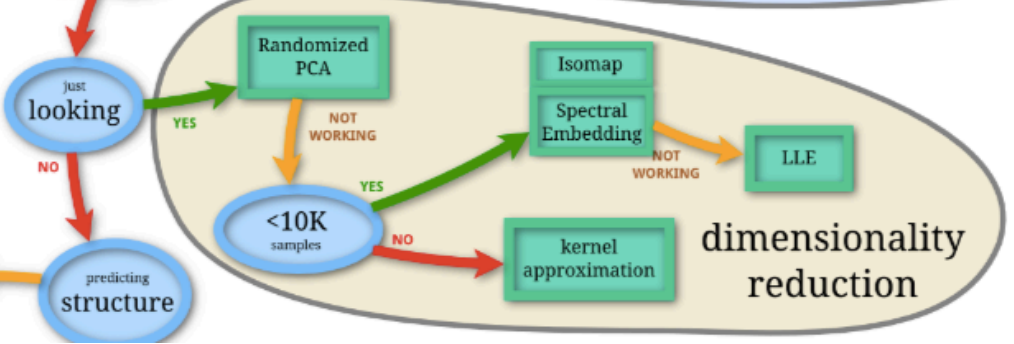 just
looking
YES
NO
Randomized
PCA
NOT
WORKING
<10K
samples
YES
NO
Isomap
Spectral
Embedding
NOT
WORKING
LLE
kernel
approximation
dimensionality
reduction
predicting
structure